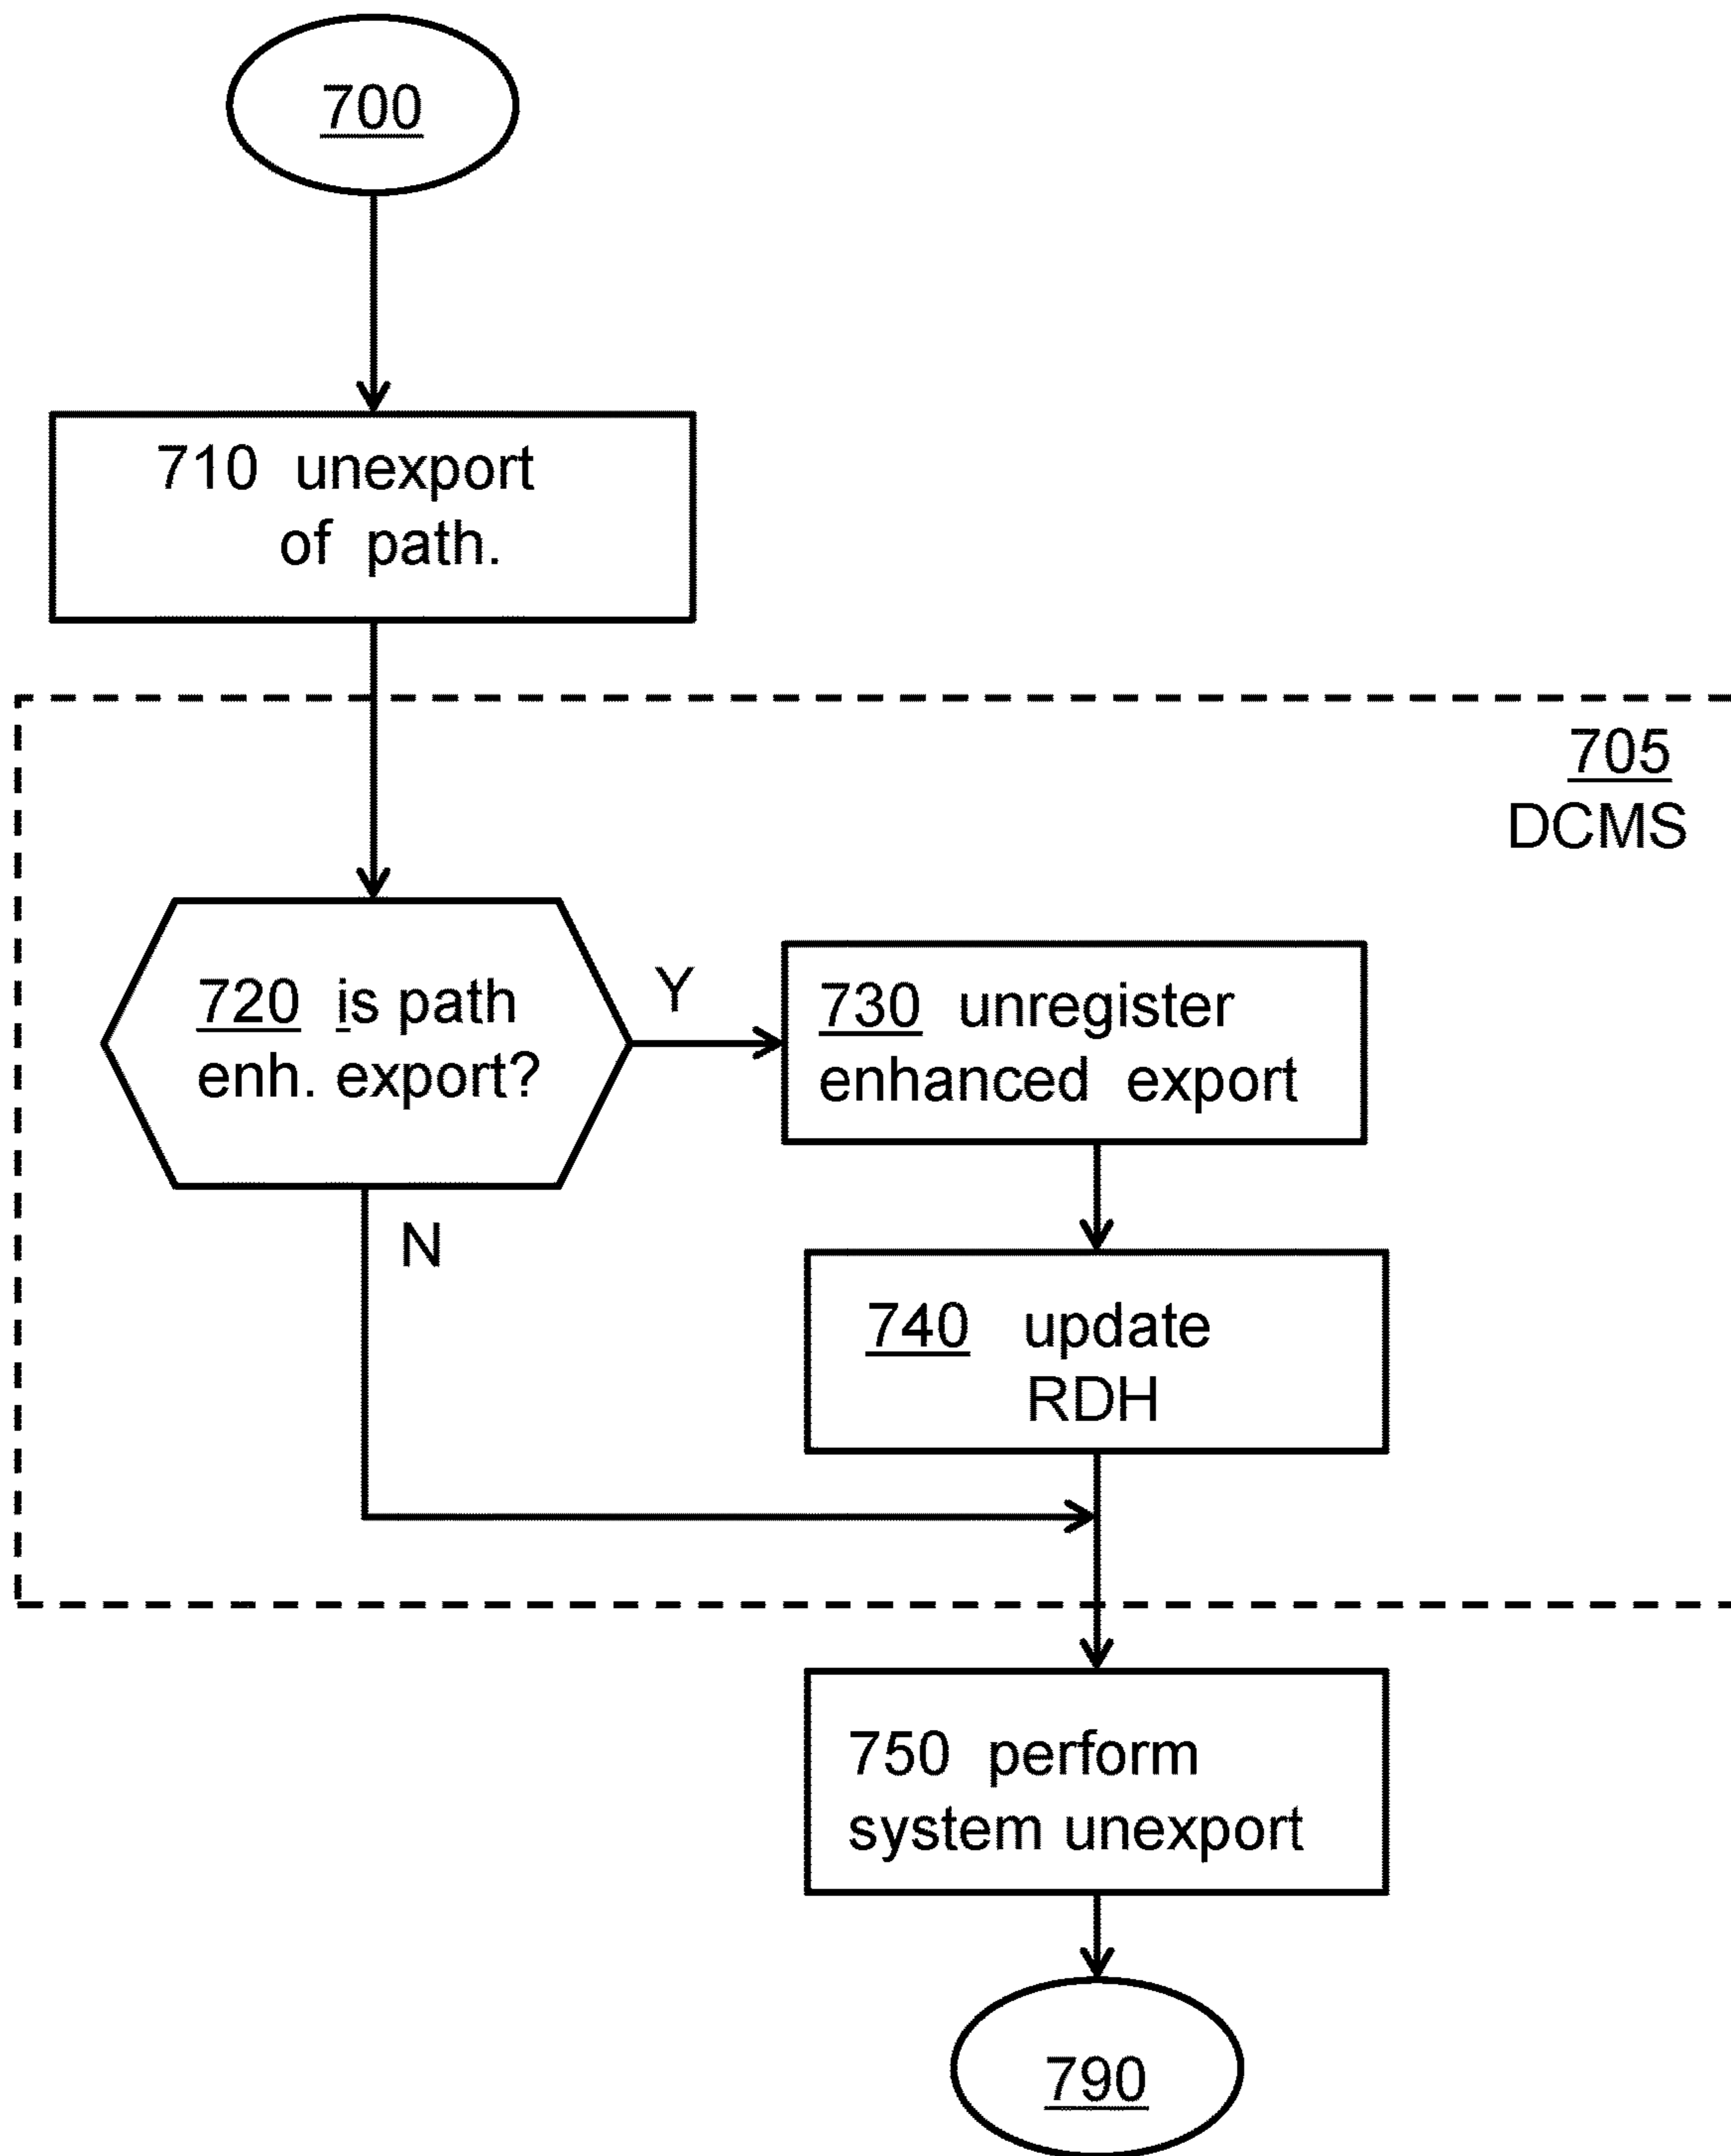 700
710 unexport
of path.
705
DCMS
720 is path
enh. export?
Y
730 unregister
enhanced export
N
740 update
RDH
750 perform
system unexport
790